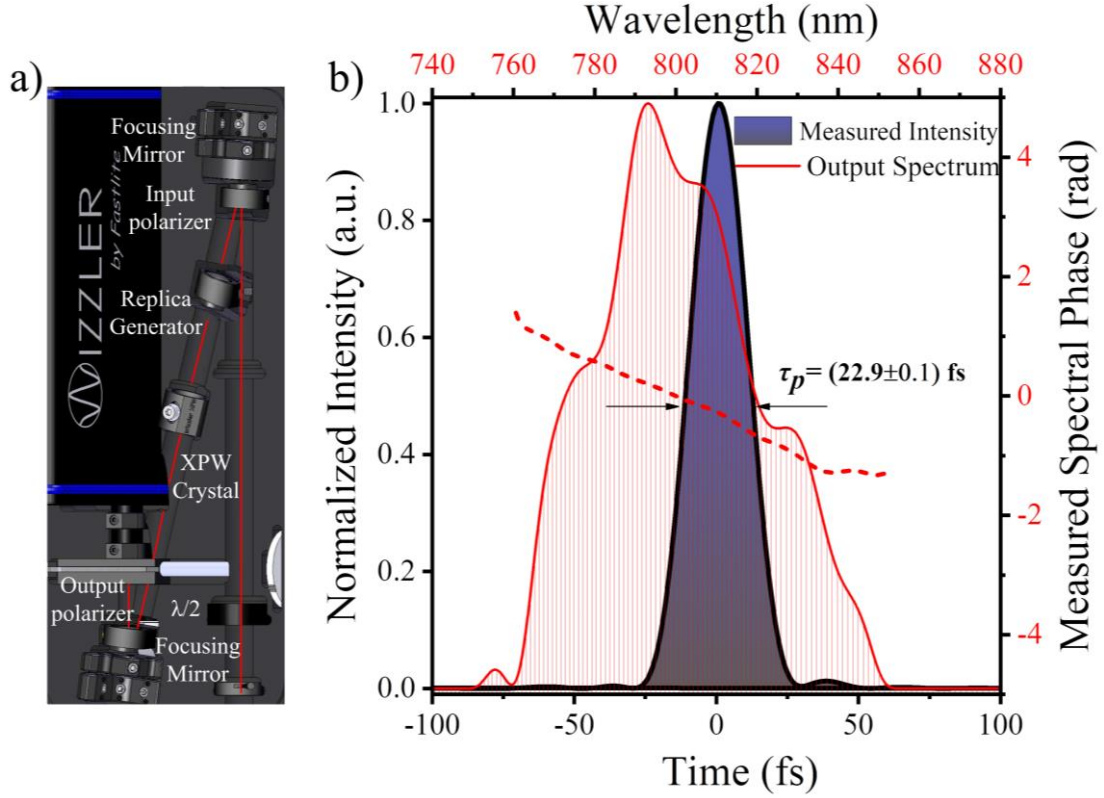 a)
Focusing
Mirror
Input
polarizer
WIZZLER
by Fastlite
Replica
Generator
XPW
Crystal
Output
polarizer
λ/2
Focusing
Mirror
b)
Wavelength (nm)
740 760 780 800 810 820 840 860 880
Normalized Intensity (a.u.)
1.0
0.8
0.6
0.4
0.2
0.0
Measured Intensity
Output Spectrum
τp= (22.9±0.1) fs
4
2
0
-2
-4
Measured Spectral Phase (rad)
-100 -50 0 50 100
Time (fs)